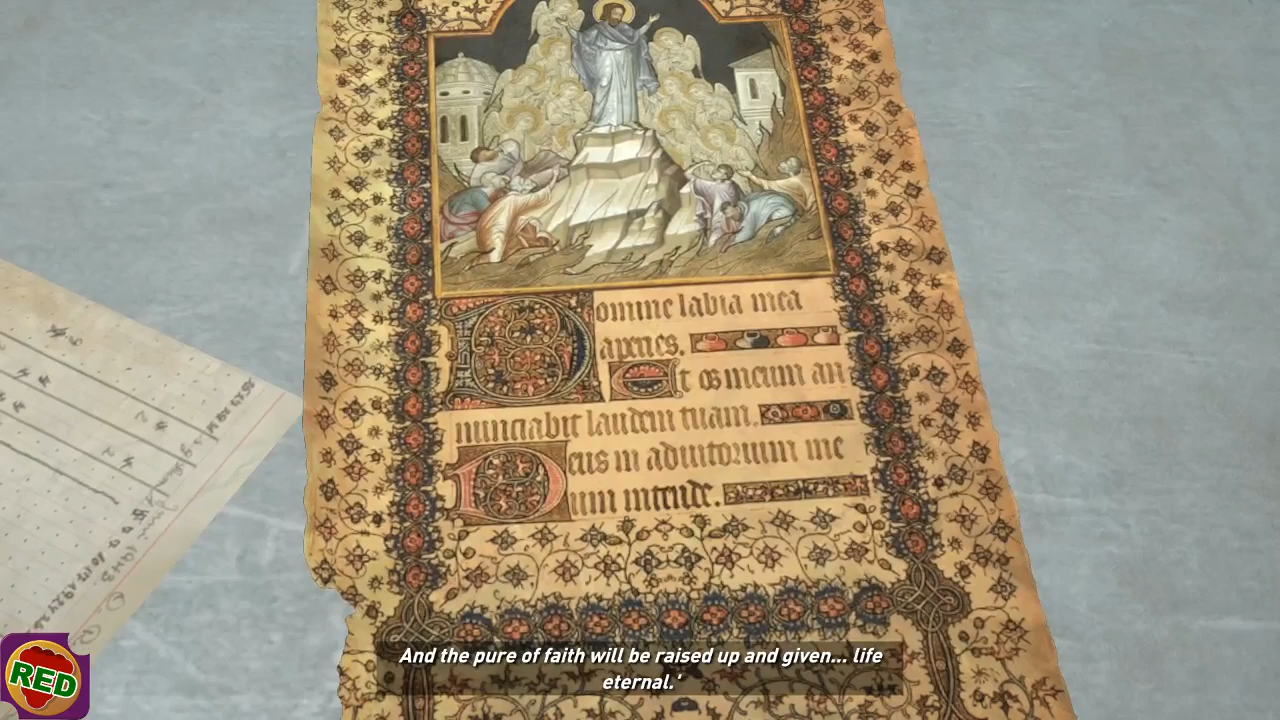 Domine labia mea
aperies.
Et os meum an
nunciabit laudem tuam.
Deus in adiutorium me
um intende.
And the pure of faith will be raised up and given... life
eternal.'
RED